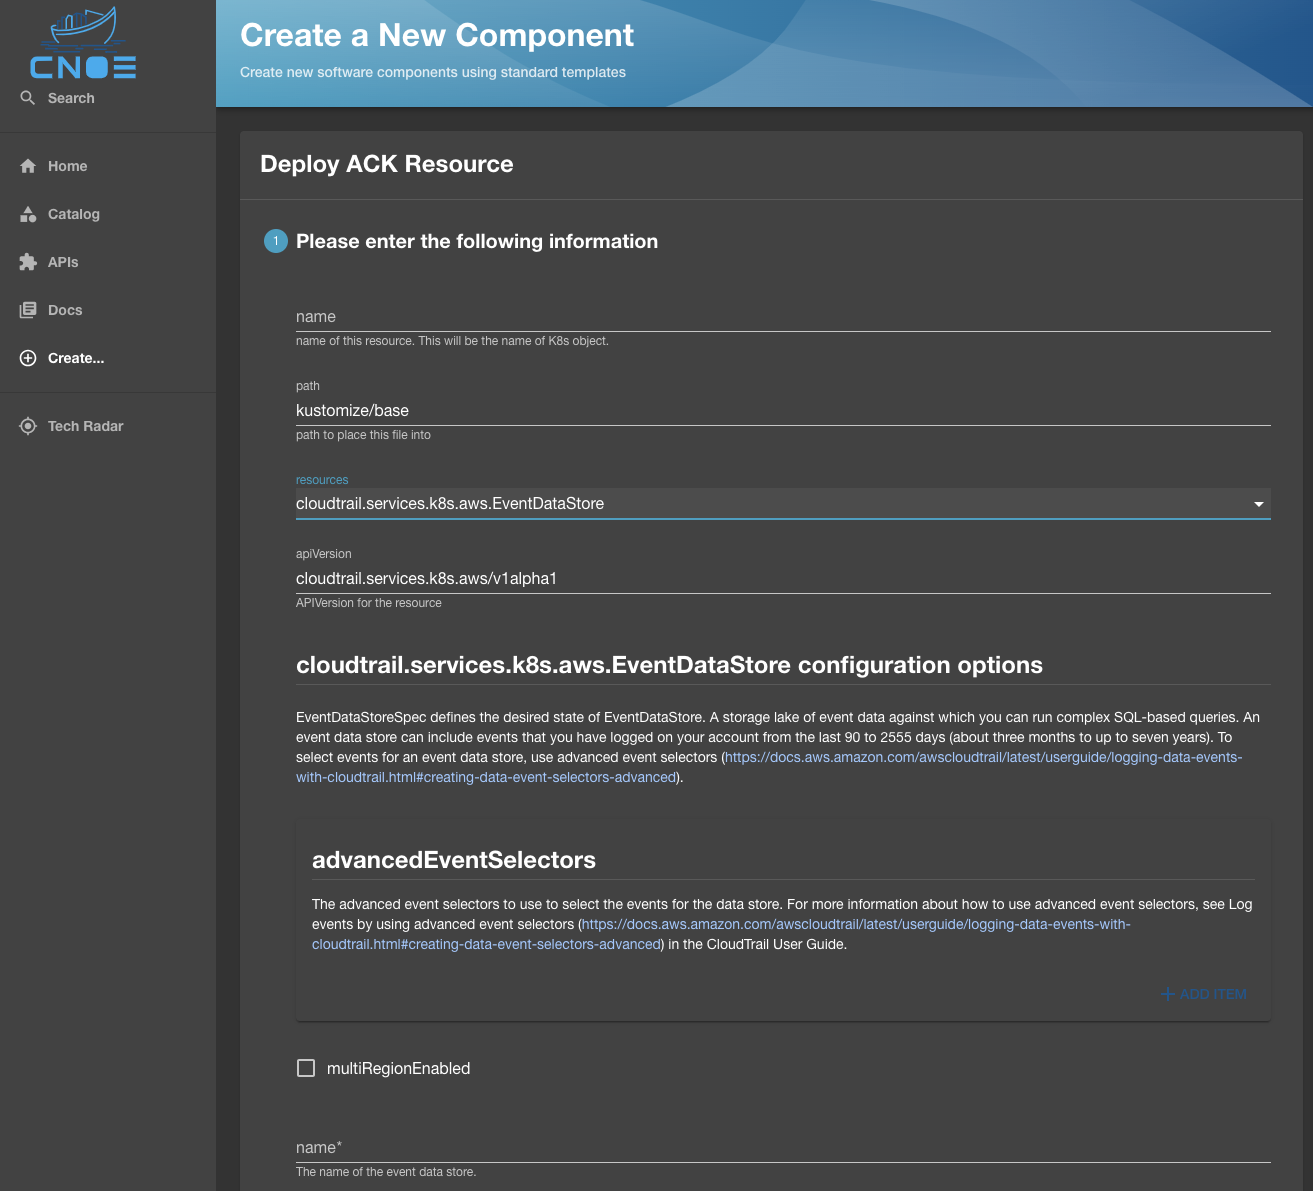 CNOE
Search
Home
Catalog
APIs
Docs
Create...
Tech Radar
Create a New Component
Create new software components using standard templates
Deploy ACK Resource
1 Please enter the following information
name
name of this resource. This will be the name of K8s object.
path
kustomize/base
path to place this file into
resources
cloudtrail.services.k8s.aws.EventDataStore
apiVersion
cloudtrail.services.k8s.aws/v1alpha1
APIVersion for the resource
cloudtrail.services.k8s.aws.EventDataStore configuration options
EventDataStoreSpec defines the desired state of EventDataStore. A storage lake of event data against which you can run complex SQL-based queries. An
event data store can include events that you have logged on your account from the last 90 to 2555 days (about three months to up to seven years). To
select events for an event data store, use advanced event selectors (https://docs.aws.amazon.com/awscloudtrail/latest/userguide/logging-data-events-
with-cloudtrail.html#creating-data-event-selectors-advanced).
advancedEventSelectors
The advanced event selectors to use to select the events for the data store. For more information about how to use advanced event selectors, see Log
events by using advanced event selectors (https://docs.aws.amazon.com/awscloudtrail/latest/userguide/logging-data-events-with-
cloudtrail.html#creating-data-event-selectors-advanced) in the CloudTrail User Guide.
+ ADD ITEM
multiRegionEnabled
name*
The name of the event data store.